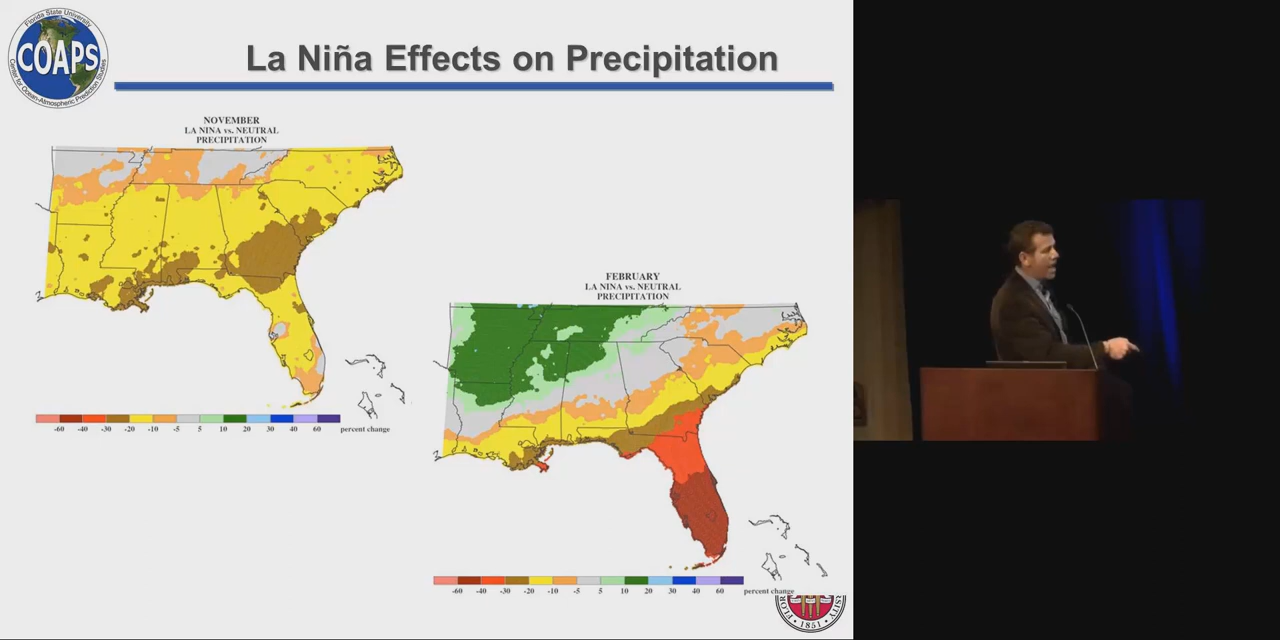 Florida State University
COAPS
Center for Ocean-Atmospheric Prediction Studies
La Niña Effects on Precipitation
NOVEMBER
LA NINA vs. NEUTRAL
PRECIPITATION
-60 -40 -30 -20 -10 -5 5 10 20 30 40 60
percent change
FEBRUARY
LA NINA vs. NEUTRAL
PRECIPITATION
-60 -40 -30 -20 -10 -5 5 10 20 30 40 60
percent change
1851